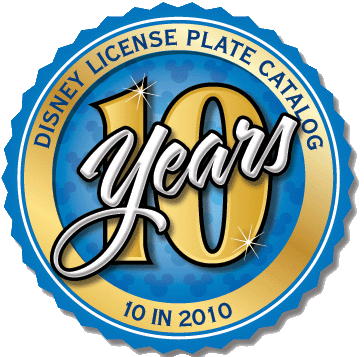 DISNEY LICENSE PLATE CATALOG
10
Years
10 IN 2010